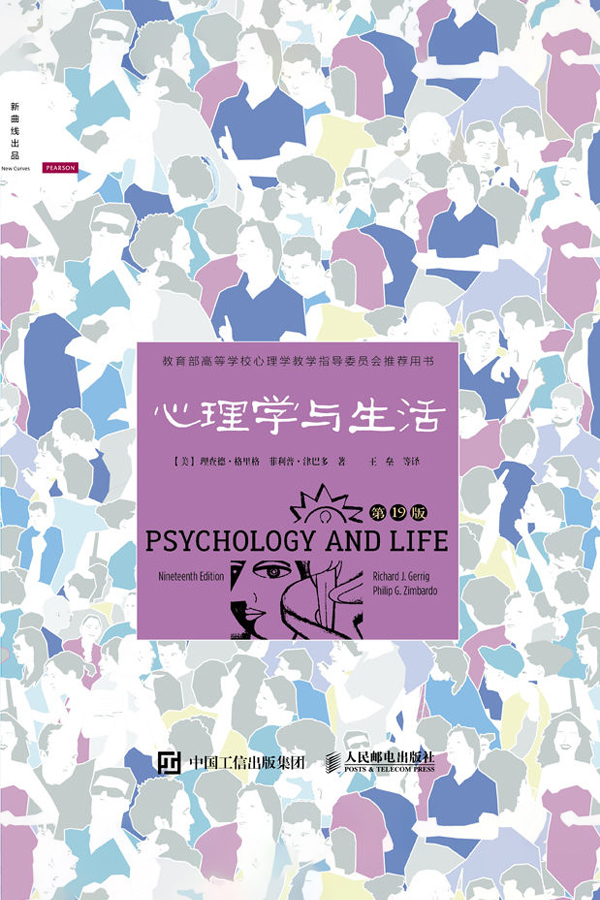 新曲线出品
New Curves
PEARSON
教育部高等学校心理学教学指导委员会推荐用书
心理学与生活
【美】理查德·格里格 菲利普·津巴多 著 王垒 等译
第19版
PSYCHOLOGY AND LIFE
Nineteenth Edition
Richard J. Gerrig
Philip G. Zimbardo
中国工信出版集团
人民邮电出版社
POSTS & TELECOM PRESS